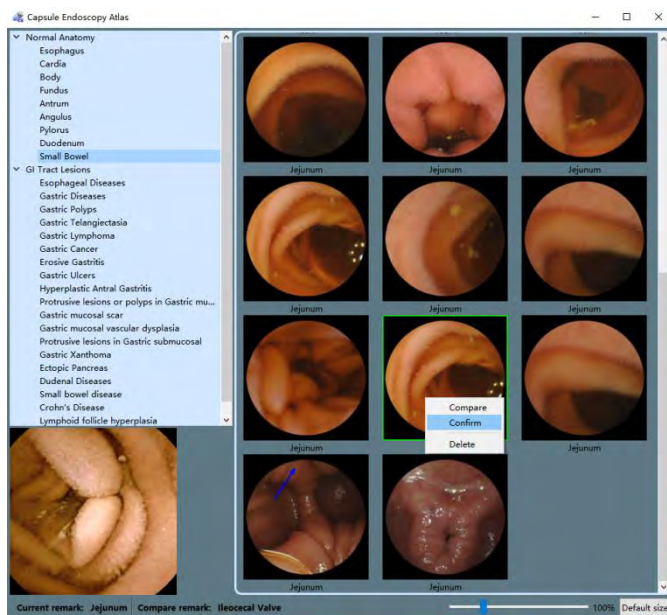 Capsule Endoscopy Atlas
Normal Anatomy
Esophagus
Cardia
Body
Fundus
Antrum
Angulus
Pylorus
Duodenum
Small Bowel
GI Tract Lesions
Esophageal Diseases
Gastric Diseases
Gastric Polyps
Gastric Telangiectasia
Gastric Lymphoma
Gastric Cancer
Erosive Gastritis
Gastric Ulcers
Hyperplastic Antral Gastritis
Protrusive lesions or polyps in Gastric mu...
Gastric mucosal scar
Gastric mucosal vascular dysplasia
Protrusive lesions in Gastric submucosal
Gastric Xanthoma
Ectopic Pancreas
Dudenal Diseases
Small bowel disease
Crohn's Disease
Lymphoid follicle hyperplasia
Jejunum Jejunum Jejunum
Jejunum Jejunum Jejunum
Compare
Confirm
Delete
Jejunum Jejunum
Jejunum Jejunum
Current remark: Jejunum Compare remark: Ileocecal Valve 100% Default size